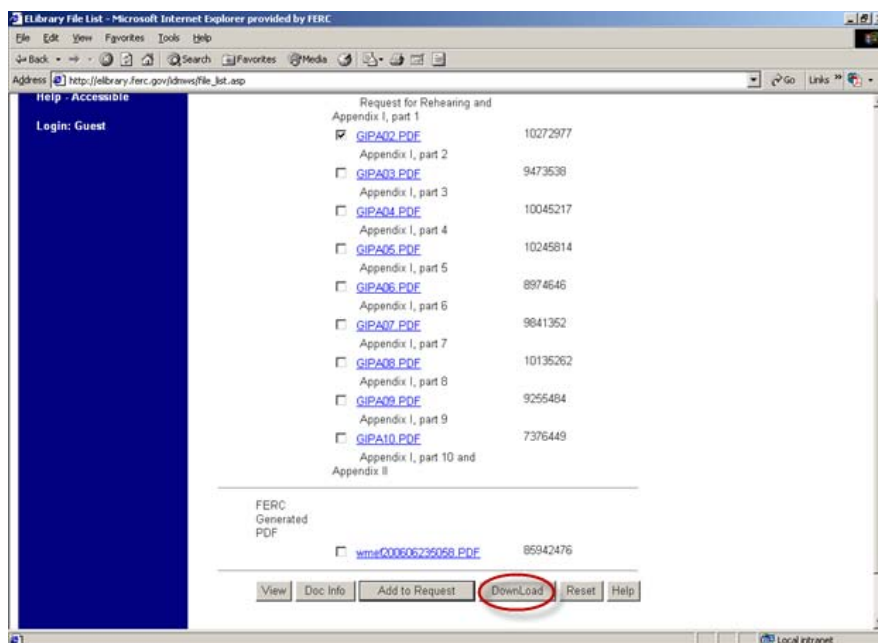 ELibrary File List - Microsoft Internet Explorer provided by FERC
File Edit View Favorites Tools Help
Back Search Favorites Media
Address http://elibrary.ferc.gov/idmws/file_list.asp Go Links »
Help - Accessible
Login: Guest
Request for Rehearing and
Appendix I, part 1
GIPA02.PDF 10272977
Appendix I, part 2
GIPA03.PDF 9473538
Appendix I, part 3
GIPA04.PDF 10045217
Appendix I, part 4
GIPA05.PDF 10245814
Appendix I, part 5
GIPA06.PDF 8974646
Appendix I, part 6
GIPA07.PDF 9841352
Appendix I, part 7
GIPA08.PDF 10135262
Appendix I, part 8
GIPA09.PDF 9255484
Appendix I, part 9
GIPA10.PDF 7376449
Appendix I, part 10 and
Appendix II
FERC
Generated
PDF
wmef200606235058.PDF 85942476
View Doc Info Add to Request DownLoad Reset Help
Local intranet